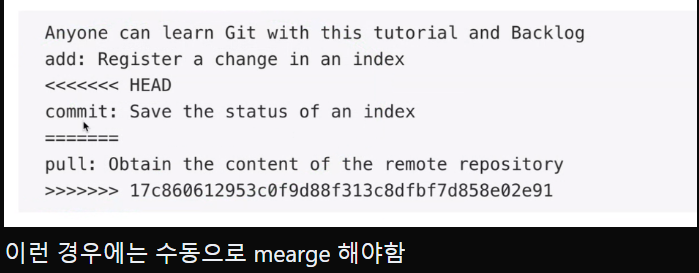 Anyone can learn Git with this tutorial and Backlog
add: Register a change in an index
<<<<<<< HEAD
commit: Save the status of an index
=======
pull: Obtain the content of the remote repository
>>>>>>> 17c860612953c0f9d88f313c8dfbf7d858e02e91
이런 경우에는 수동으로 mearge 해야함